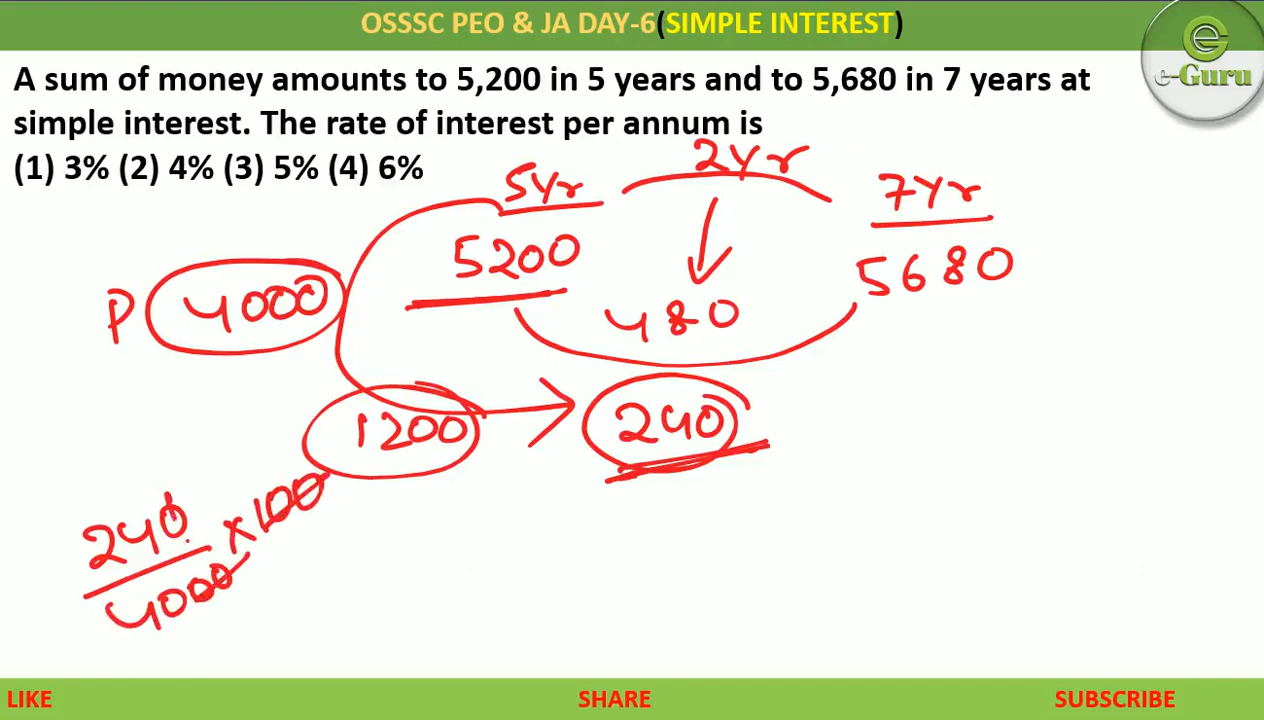 OSSSC PEO & JA DAY-6(SIMPLE INTEREST)
e-Guru
A sum of money amounts to 5,200 in 5 years and to 5,680 in 7 years at
simple interest. The rate of interest per annum is
(1) 3% (2) 4% (3) 5% (4) 6%
5yr 2yr 7yr
5200 5680
P 4000 480
1200 240
240
4000
×100
LIKE SHARE SUBSCRIBE